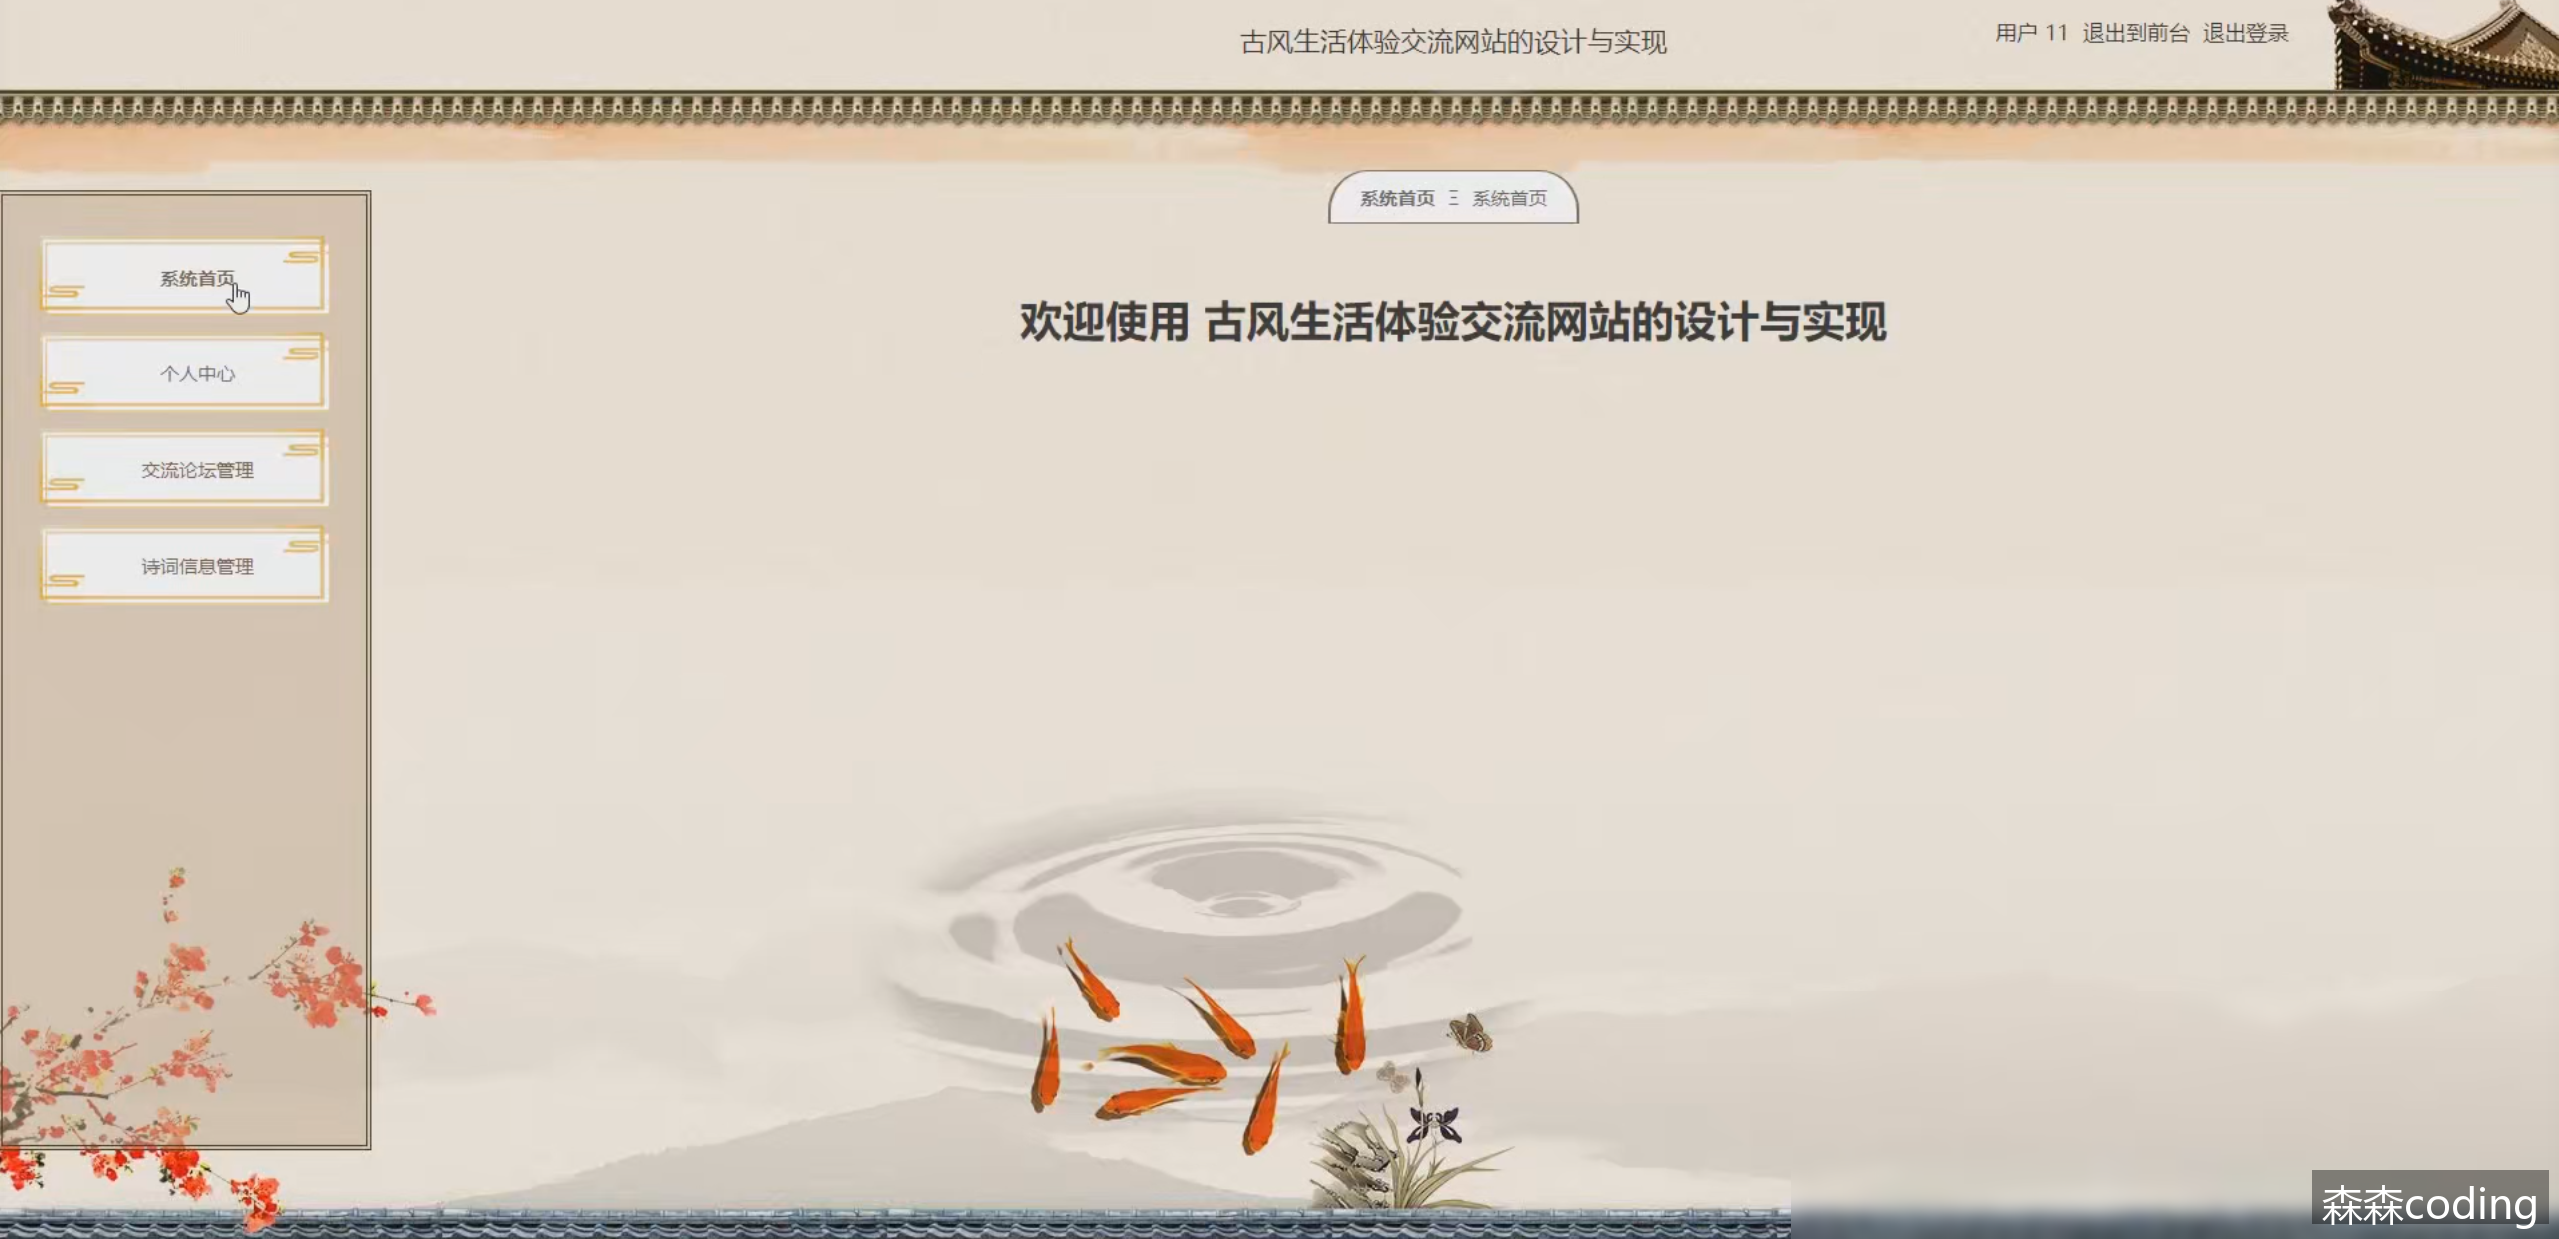 古风生活体验交流网站的设计与实现
用户 11 退出到前台 退出登录
系统首页 Ξ 系统首页
系统首页
个人中心
交流论坛管理
诗词信息管理
欢迎使用 古风生活体验交流网站的设计与实现
森森coding